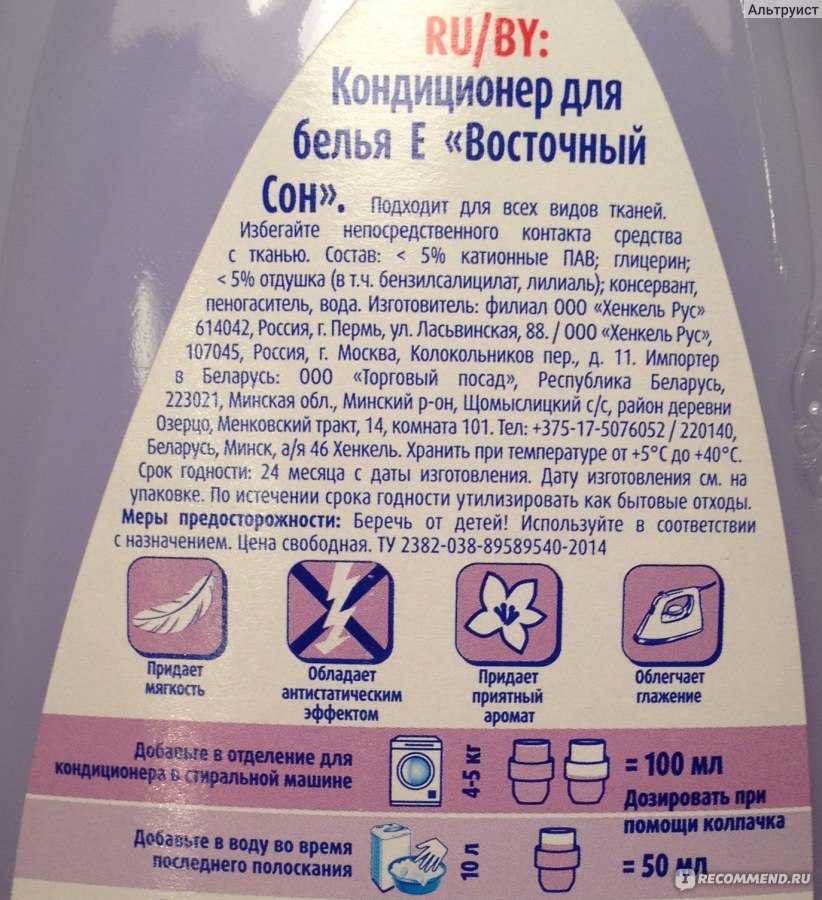 Альтруист
RU/BY:
Кондиционер для
белья E «Восточный
Сон». Подходит для всех видов тканей.
Избегайте непосредственного контакта средства
с тканью. Состав: < 5% катионные ПАВ; глицерин;
< 5% отдушка (в т.ч. бензилсалицилат, лилиаль); консервант,
пеногаситель, вода. Изготовитель: филиал ООО «Хенкель Рус»
614042, Россия, г. Пермь, ул. Ласьвинская, 88. / ООО «Хенкель Рус»,
107045, Россия, г. Москва, Колокольников пер., д. 11. Импортер
в Беларусь: ООО «Торговый посад», Республика Беларусь,
223021, Минская обл., Минский р-он, Щомыслицкий с/с, район деревни
Озерцо, Менковский тракт, 14, комната 101. Тел: +375-17-5076052 / 220140,
Беларусь, Минск, а/я 46 Хенкель. Хранить при температуре от +5°С до +40°С.
Срок годности: 24 месяца с даты изготовления. Дату изготовления см. на
упаковке. По истечении срока годности утилизировать как бытовые отходы.
Меры предосторожности: Беречь от детей! Используйте в соответствии
с назначением. Цена свободная. ТУ 2382-038-89589540-2014
Придает
мягкость
Обладает
антистатическим
эффектом
Придает
приятный
аромат
Облегчает
глажение
Добавьте в отделение для
кондиционера в стиральной машине
4-5 кг
= 100 мл
Дозировать при
помощи колпачка
Добавьте в воду во время
последнего полоскания
10 л
= 50 мл
IRECOMMEND.RU